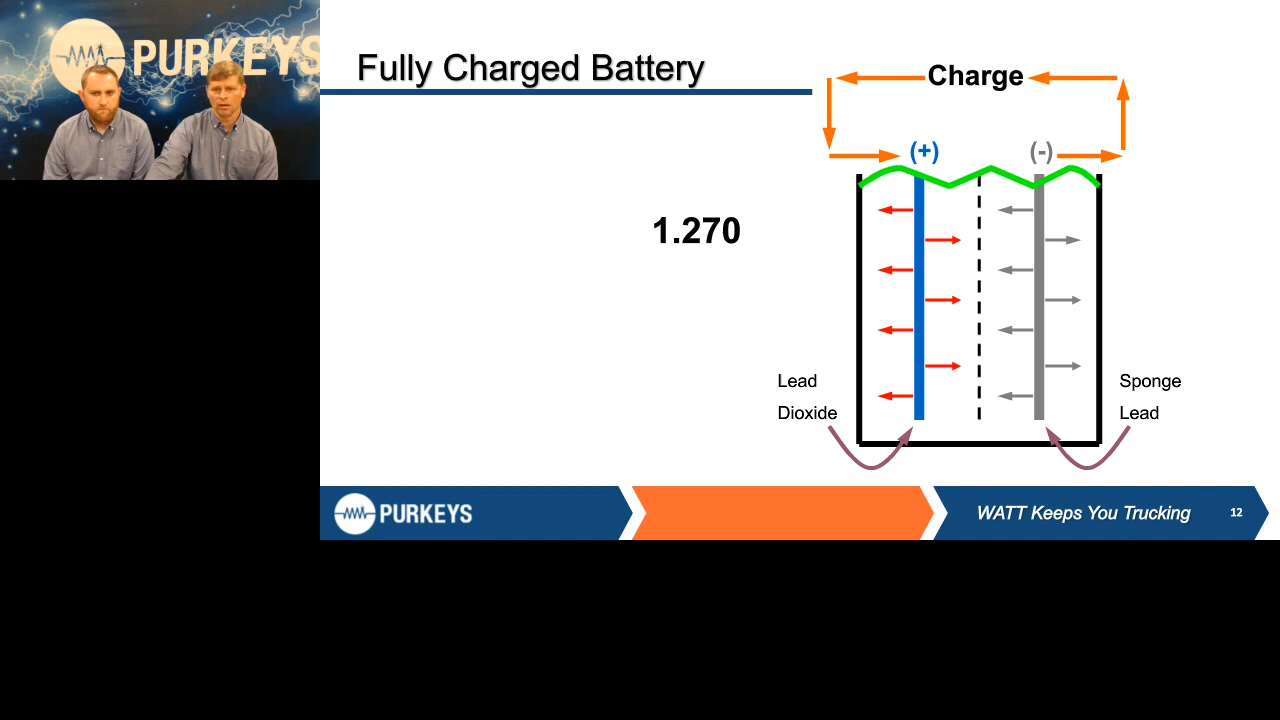 PURKEYS
Fully Charged Battery
Charge
(+)
(-)
1.270
Lead
Dioxide
Sponge
Lead
PURKEYS
WATT Keeps You Trucking
12